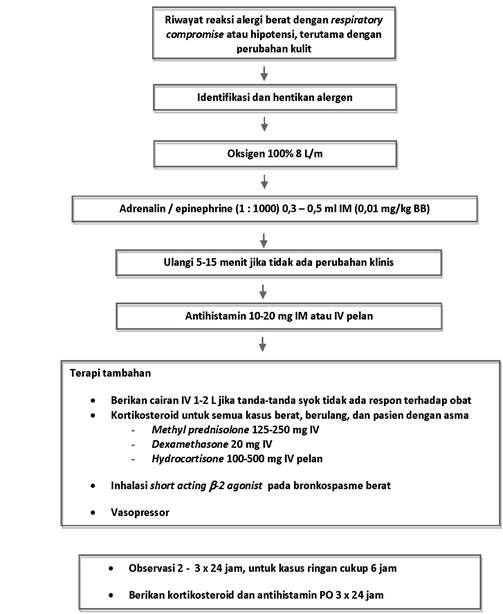 Riwayat reaksi alergi berat dengan respiratory
compromise atau hipotensi, terutama dengan
perubahan kulit
Identifikasi dan hentikan alergen
Oksigen 100% 8 L/m
Adrenalin / epinephrine (1 : 1000) 0,3 – 0,5 ml IM (0,01 mg/kg BB)
Ulangi 5-15 menit jika tidak ada perubahan klinis
Antihistamin 10-20 mg IM atau IV pelan
Terapi tambahan
• Berikan cairan IV 1-2 L jika tanda-tanda syok tidak ada respon terhadap obat
• Kortikosteroid untuk semua kasus berat, berulang, dan pasien dengan asma
- Methyl prednisolone 125-250 mg IV
- Dexamethasone 20 mg IV
- Hydrocortisone 100-500 mg IV pelan
• Inhalasi short acting β-2 agonist pada bronkospasme berat
• Vasopressor
• Observasi 2 - 3 x 24 jam, untuk kasus ringan cukup 6 jam
• Berikan kortikosteroid dan antihistamin PO 3 x 24 jam